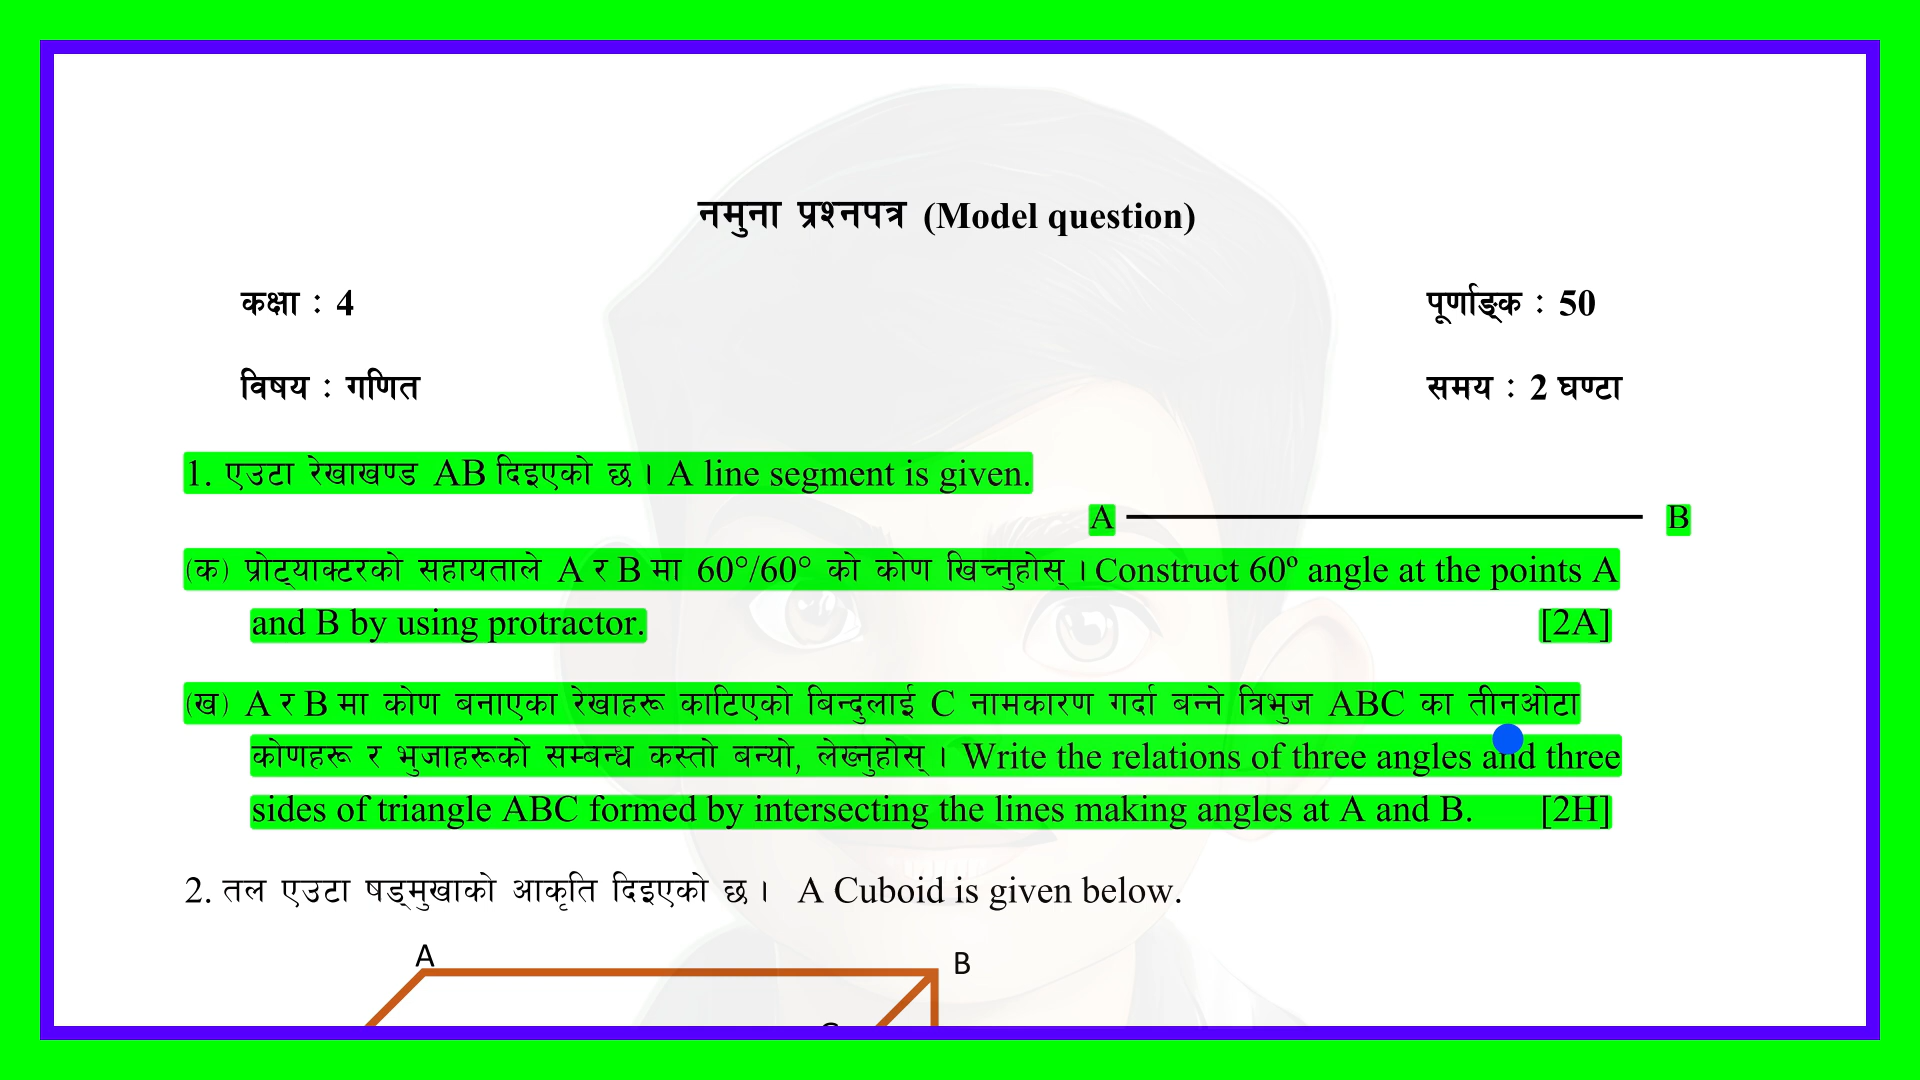 नमुना प्रश्नपत्र (Model question)
कक्षा : 4
पूर्णाङ्क : 50
विषय : गणित
समय : 2 घण्टा
1. एउटा रेखाखण्ड AB दिइएको छ । A line segment is given.
A B
(क) प्रोट्याक्टरको सहायताले A र B मा 60°/60° को कोण खिच्नुहोस् । Construct 60º angle at the points A
and B by using protractor. [2A]
(ख) A र B मा कोण बनाएका रेखाहरू काटिएको बिन्दुलाई C नामकारण गर्दा बन्ने त्रिभुज ABC का तीनओटा
कोणहरू र भुजाहरूको सम्बन्ध कस्तो बन्यो, लेख्नुहोस् । Write the relations of three angles and three
sides of triangle ABC formed by intersecting the lines making angles at A and B. [2H]
2. तल एउटा षड्मुखाको आकृति दिइएको छ । A Cuboid is given below.
A
B